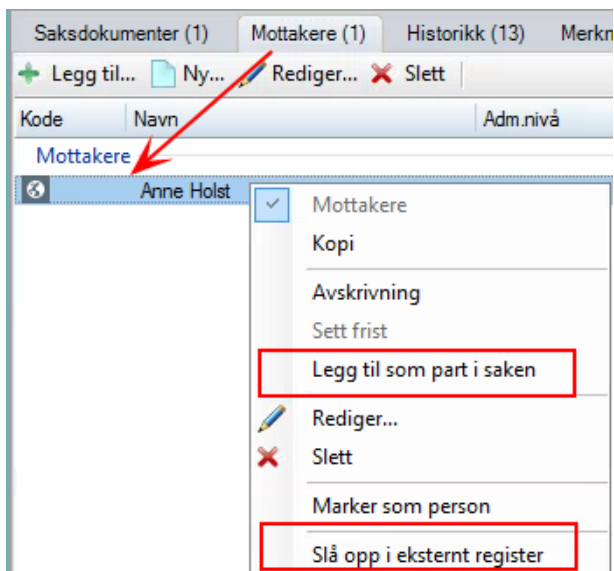 Saksdokumenter (1) Mottakere (1) Historikk (13)
Legg til... Ny... Rediger... Slett
Kode Navn Adm.nivå
Mottakere
Anne Holst
Mottakere
Kopi
Avskrivning
Sett frist
Legg til som part i saken
Rediger...
Slett
Marker som person
Slå opp i eksternt register